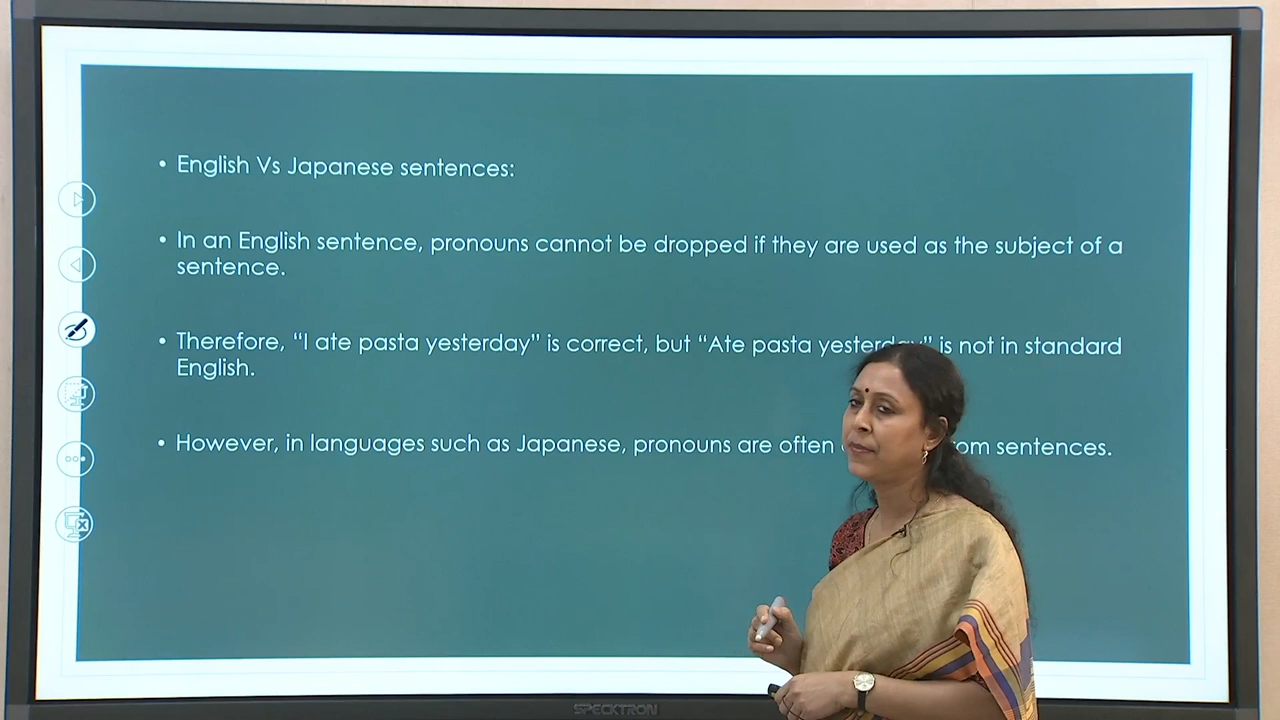 • English Vs Japanese sentences:
• In an English sentence, pronouns cannot be dropped if they are used as the subject of a
sentence.
• Therefore, “I ate pasta yesterday” is correct, but “Ate pasta yesterday” is not in standard
English.
• However, in languages such as Japanese, pronouns are often from sentences.
SPECKTRON